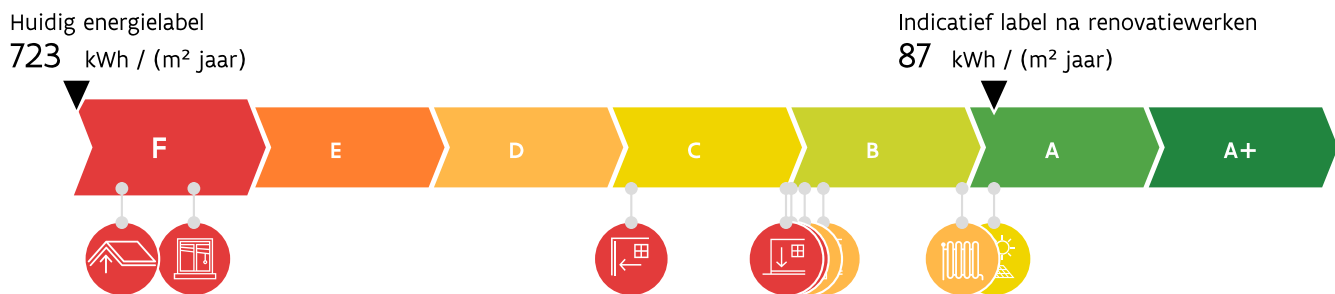 Huidig energielabel
723 kWh / (m² jaar)
Indicatief label na renovatiewerken
87 kWh / (m² jaar)
F E D C B A A+